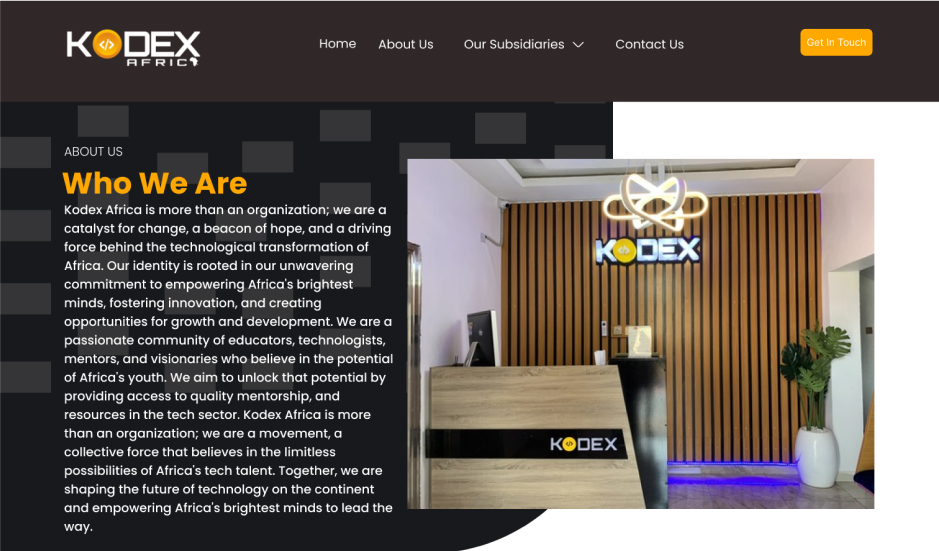 KODEX
AFRICA
Home
About Us
Our Subsidiaries
Contact Us
Get In Touch
ABOUT US
Who We Are
Kodex Africa is more than an organization; we are a
catalyst for change, a beacon of hope, and a driving
force behind the technological transformation of
Africa. Our identity is rooted in our unwavering
commitment to empowering Africa's brightest
minds, fostering innovation, and creating
opportunities for growth and development. We are a
passionate community of educators, technologists,
mentors, and visionaries who believe in the potential
of Africa's youth. We aim to unlock that potential by
providing access to quality mentorship, and
resources in the tech sector. Kodex Africa is more
than an organization; we are a movement, a
collective force that believes in the limitless
possibilities of Africa's tech talent. Together, we are
shaping the future of technology on the continent
and empowering Africa's brightest minds to lead the
way.
KODEX
KODEX